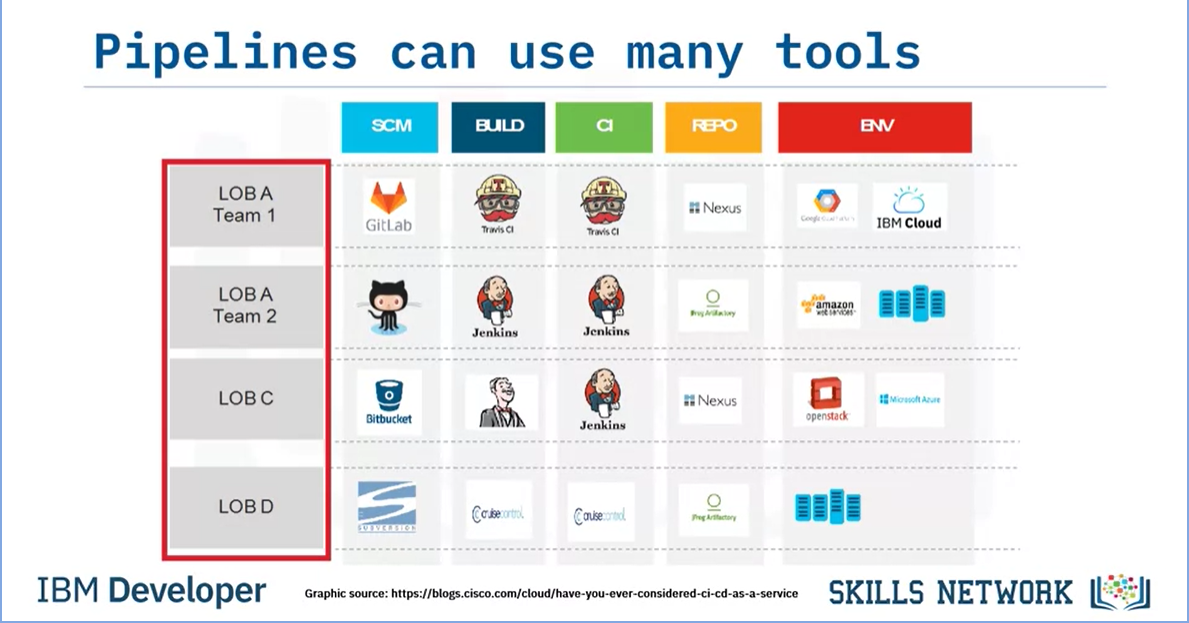 Pipelines can use many tools
SCM BUILD CI REPO ENV
LOB A
Team 1
GitLab
Travis CI
Travis CI
Nexus
Google
IBM Cloud
LOB A
Team 2
Jenkins
Jenkins
JFrog Artifactory
amazon
web services
LOB C
Bitbucket
Jenkins
Nexus
openstack
Microsoft Azure
LOB D
SUBVERSION
cruisecontrol
cruisecontrol
JFrog Artifactory
IBM Developer
Graphic source: https://blogs.cisco.com/cloud/have-you-ever-considered-ci-cd-as-a-service
SKILLS NETWORK